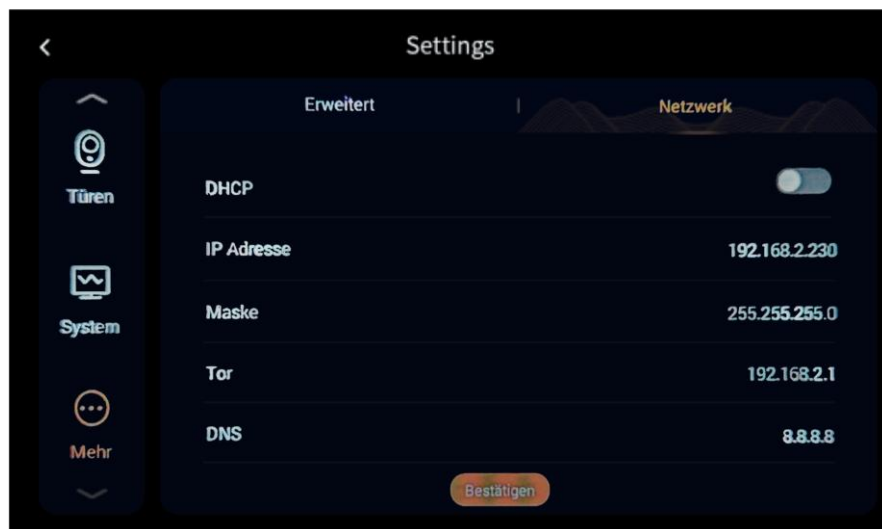 Settings
Erweitert
Netzwerk
Türen
DHCP
IP Adresse 192.168.2.230
System
Maske 255.255.255.0
Tor 192.168.2.1
Mehr
DNS 8.8.8.8
Bestätigen